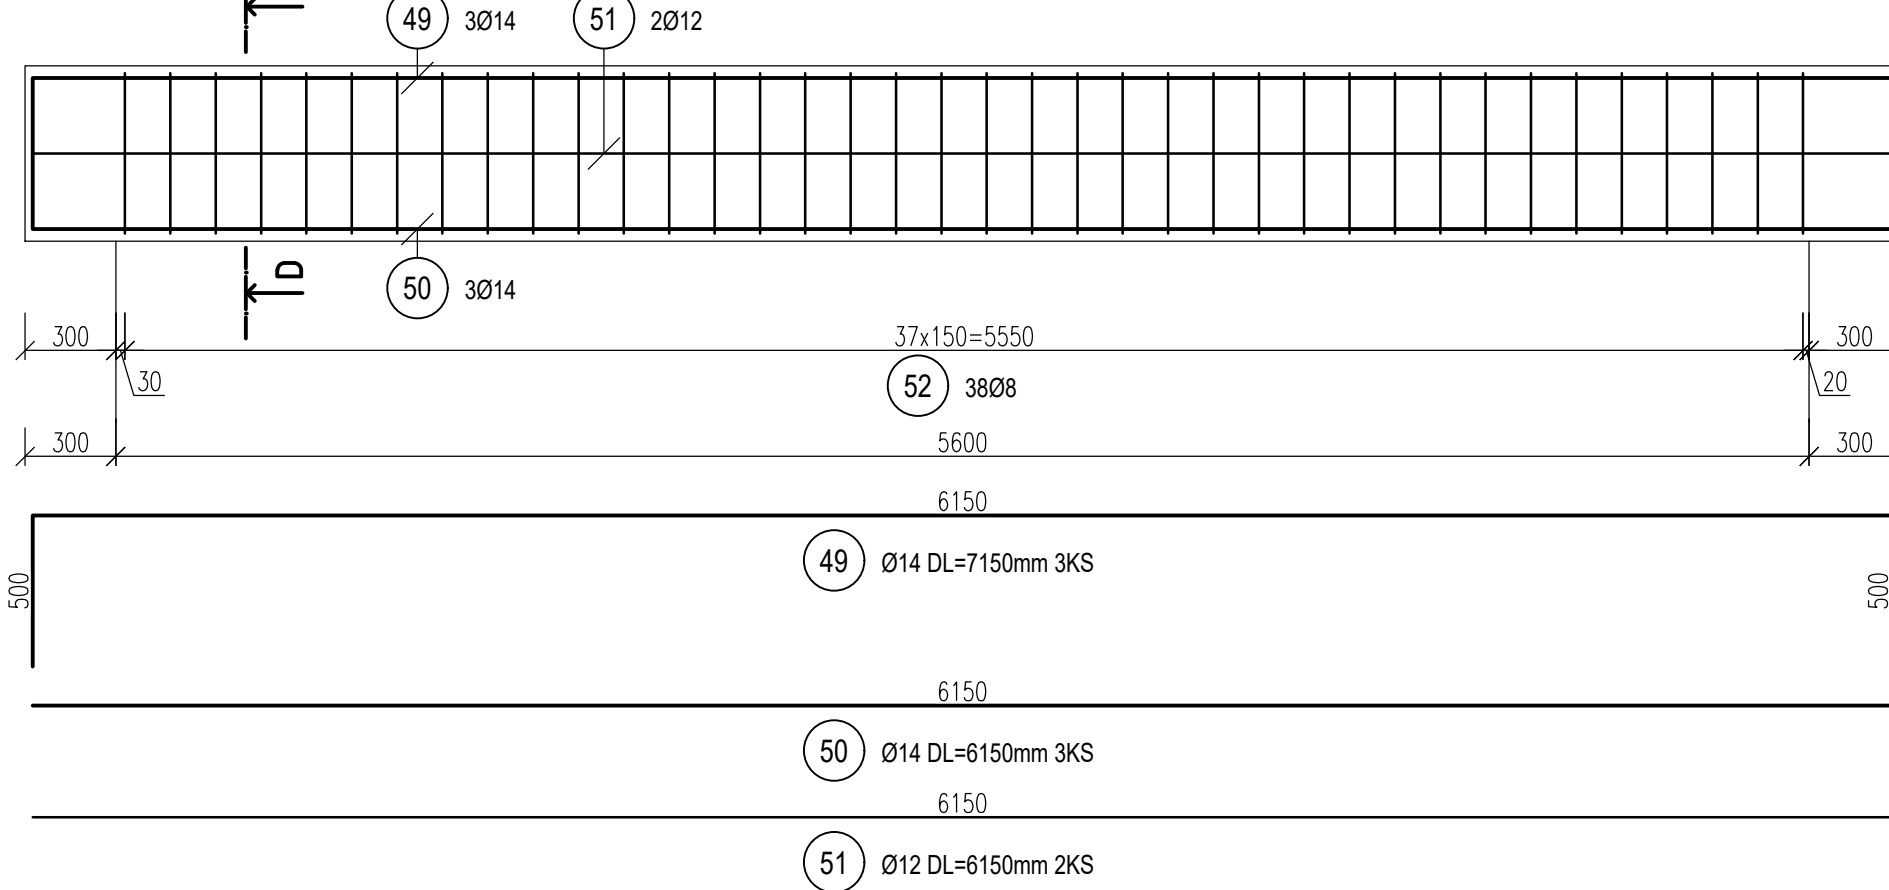 49 3Ø14 51 2Ø12
D
50 3Ø14
300 37x150=5550 300
30 52 38Ø8 20
300 5600 300
6150
49 Ø14 DL=7150mm 3KS
500 500
6150
50 Ø14 DL=6150mm 3KS
6150
51 Ø12 DL=6150mm 2KS